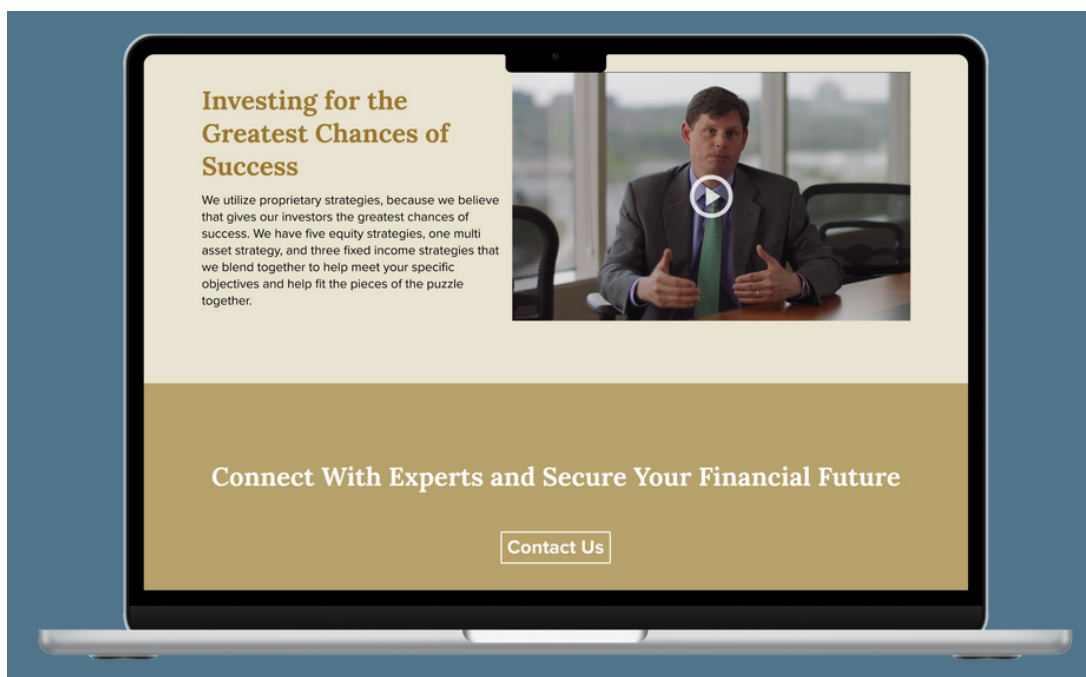 Investing for the
Greatest Chances of
Success
We utilize proprietary strategies, because we believe
that gives our investors the greatest chances of
success. We have five equity strategies, one multi
asset strategy, and three fixed income strategies that
we blend together to help meet your specific
objectives and help fit the pieces of the puzzle
together.
Connect With Experts and Secure Your Financial Future
Contact Us